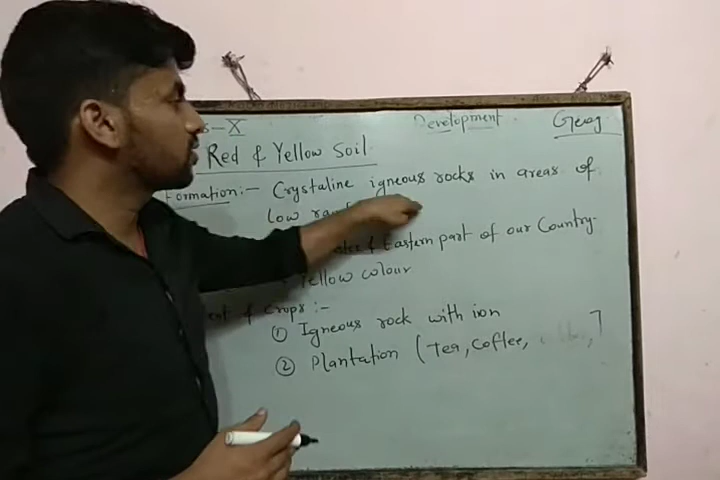 s-X Development Geog
Red & Yellow Soil
Formation:- Crystaline igneous rocks in areas of
low
& Eastern part of our Country.
Yellow colour
& Crops :-
① Igneous rock with ion
② Plantation (Tea, Coffee,